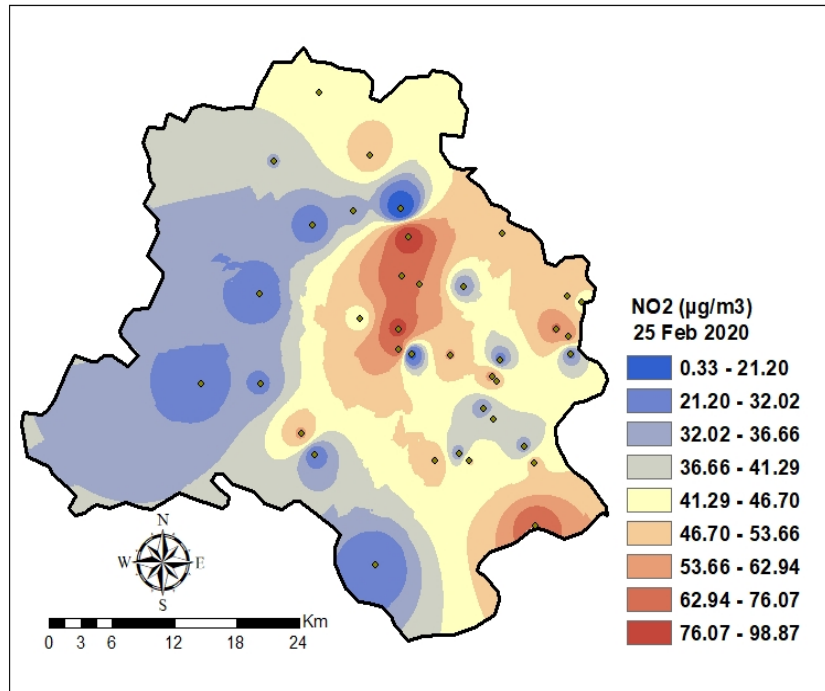 NO2 (µg/m3)
25 Feb 2020
0.33 - 21.20
21.20 - 32.02
32.02 - 36.66
36.66 - 41.29
41.29 - 46.70
46.70 - 53.66
53.66 - 62.94
62.94 - 76.07
76.07 - 98.87
N
W E
S
Km
0 3 6 12 18 24